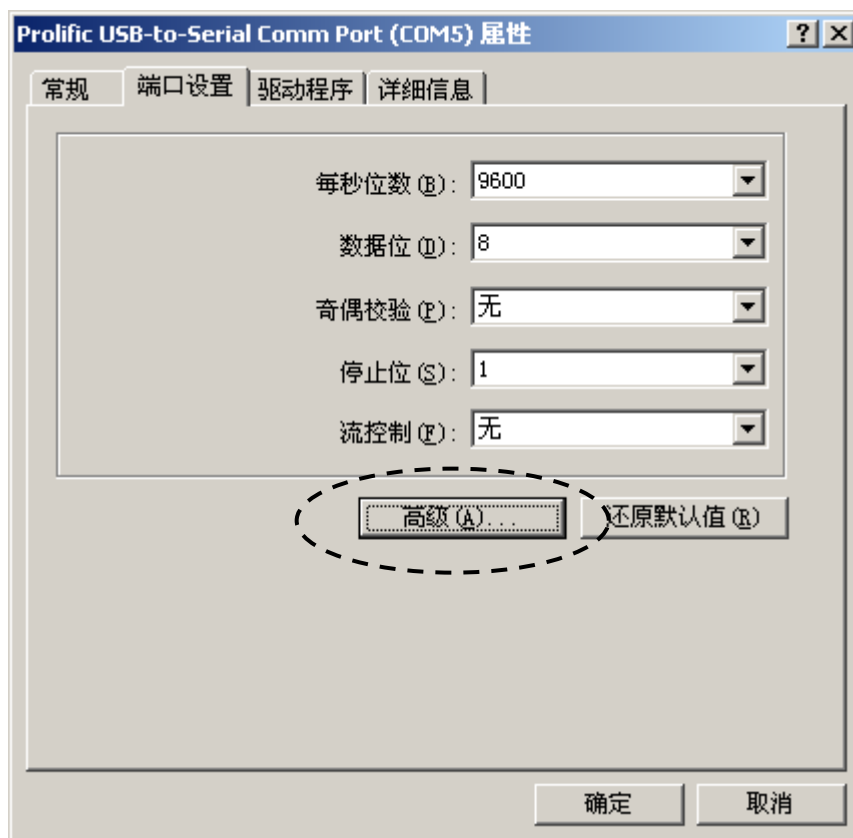 Prolific USB-to-Serial Comm Port (COM5) 属性
常规 端口设置 驱动程序 详细信息
每秒位数(B): 9600
数据位(D): 8
奇偶校验(P): 无
停止位(S): 1
流控制(F): 无
高级(A)... 还原默认值(R)
确定 取消